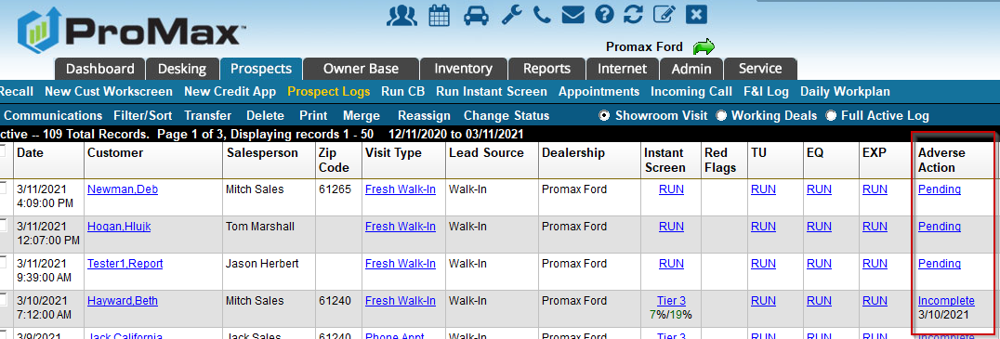 ProMax™
Promax Ford
Dashboard Desking Prospects Owner Base Inventory Reports Internet Admin Service
Recall New Cust Workscreen New Credit App Prospect Logs Run CB Run Instant Screen Appointments Incoming Call F&I Log Daily Workplan
Communications Filter/Sort Transfer Delete Print Merge Reassign Change Status Showroom Visit Working Deals Full Active Log
ctive -- 109 Total Records. Page 1 of 3, Displaying records 1 - 50 12/11/2020 to 03/11/2021
Date Customer Salesperson Zip Code Visit Type Lead Source Dealership Instant Screen Red Flags TU EQ EXP Adverse Action
3/11/2021 4:09:00 PM Newman,Deb Mitch Sales 61265 Fresh Walk-In Walk-In Promax Ford RUN RUN RUN RUN Pending
3/11/2021 12:07:00 PM Hogan,Hlujk Tom Marshall Fresh Walk-In Walk-In Promax Ford RUN RUN RUN RUN Pending
3/11/2021 9:39:00 AM Tester1,Report Jason Herbert Fresh Walk-In Walk-In Promax Ford RUN RUN RUN RUN Pending
3/10/2021 7:12:00 AM Hayward,Beth Mitch Sales 61240 Fresh Walk-In Walk-In Promax Ford Tier 3 7%/19% RUN RUN RUN Incomplete 3/10/2021
3/9/2021 Jack,California Jack Sales 61240 Phone Appt Walk-In Promax Ford Tier 3 RUN RUN RUN Incomplete